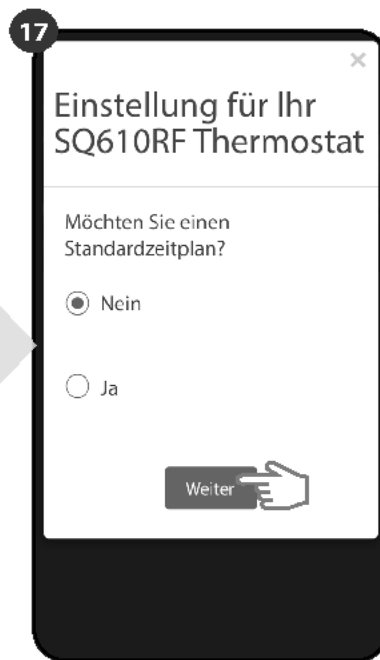 17
×
Einstellung für Ihr
SQ610RF Thermostat
Möchten Sie einen
Standardzeitplan?
Nein
Ja
Weiter